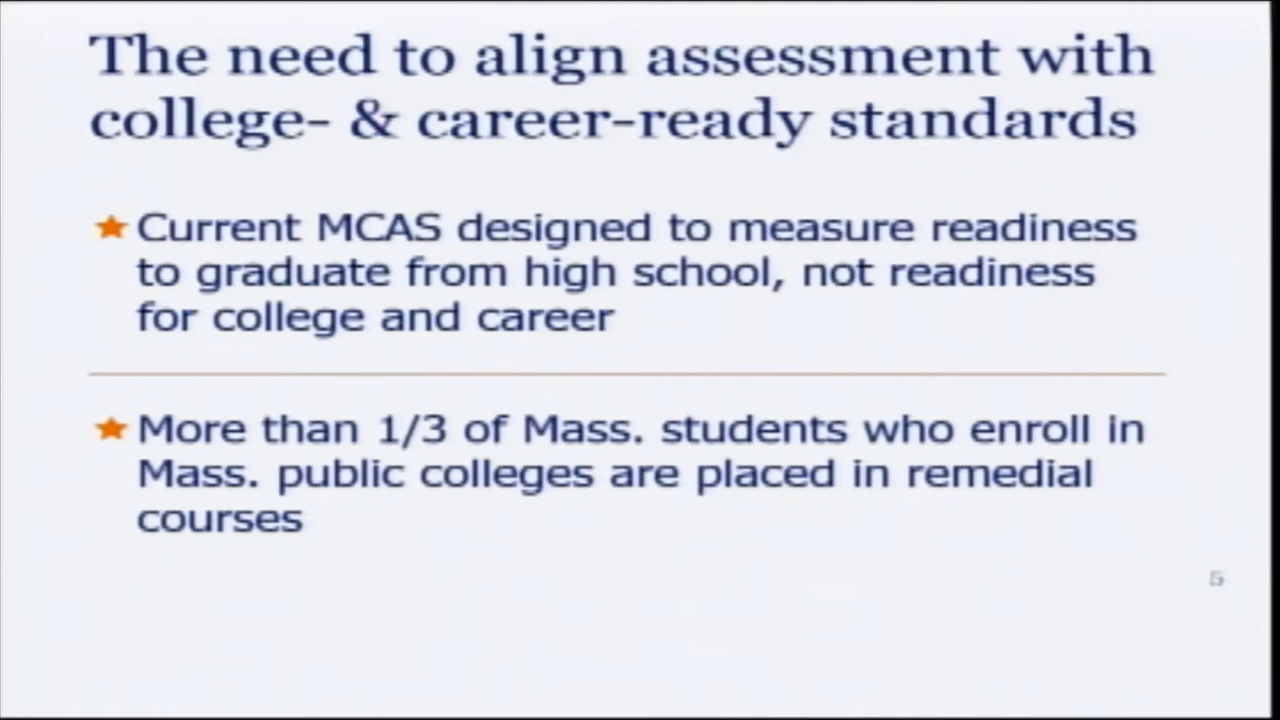 The need to align assessment with
college- & career-ready standards
Current MCAS designed to measure readiness
to graduate from high school, not readiness
for college and career
More than 1/3 of Mass. students who enroll in
Mass. public colleges are placed in remedial
courses
5